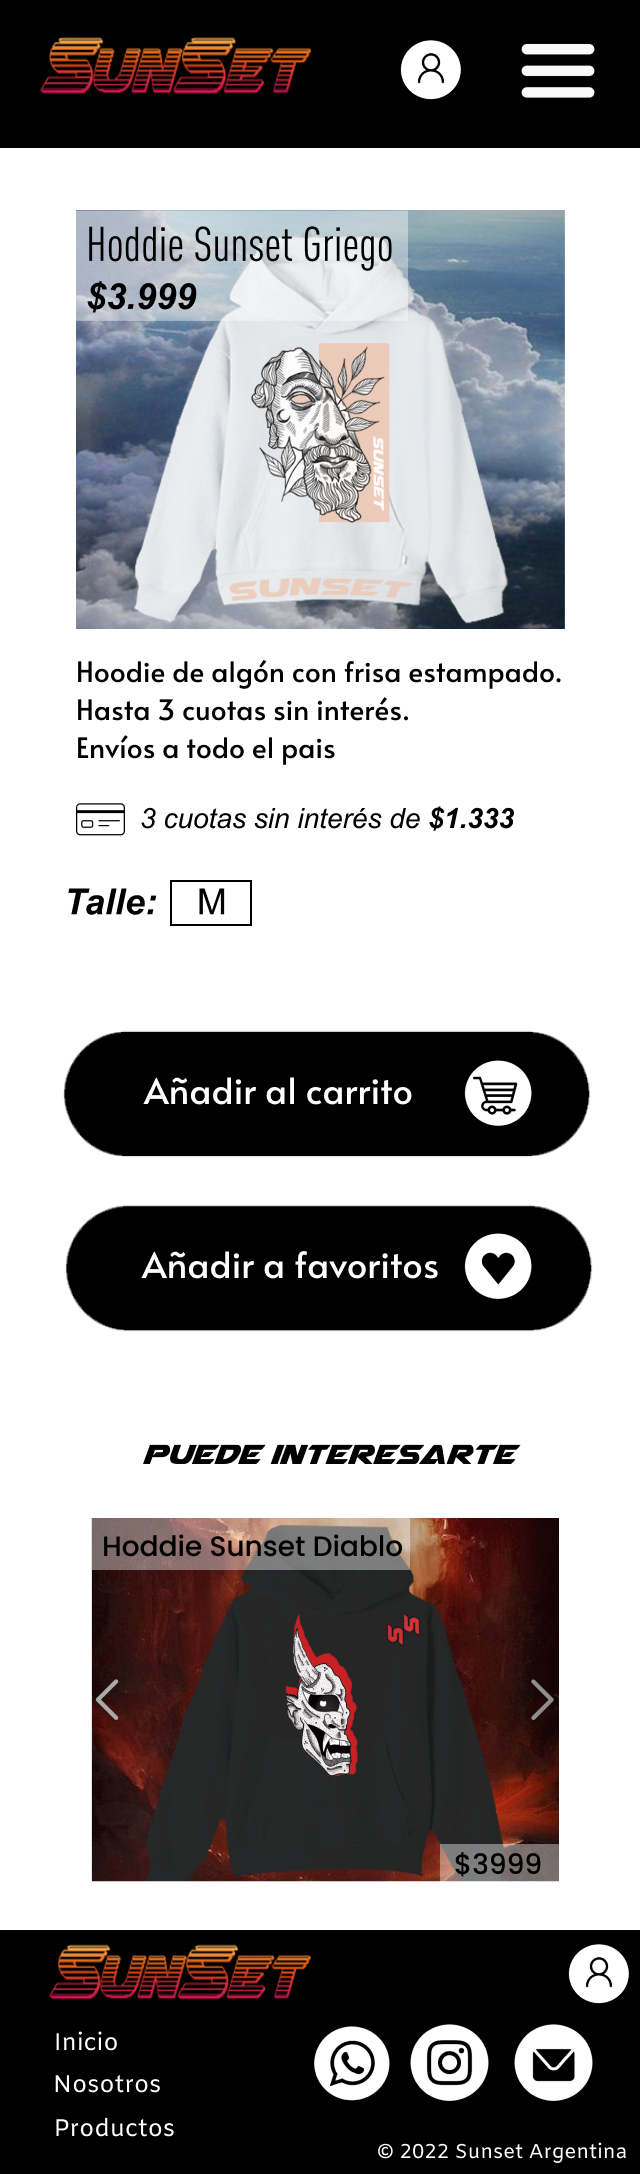 SUNSET
Hoddie Sunset Griego
$3.999
SUNSET
SUNSET
Hoodie de algón con frisa estampado.
Hasta 3 cuotas sin interés.
Envíos a todo el pais
3 cuotas sin interés de $1.333
Talle: M
Añadir al carrito
Añadir a favoritos
PUEDE INTERESARTE
Hoddie Sunset Diablo
$3999
SUNSET
Inicio
Nosotros
Productos
© 2022 Sunset Argentina